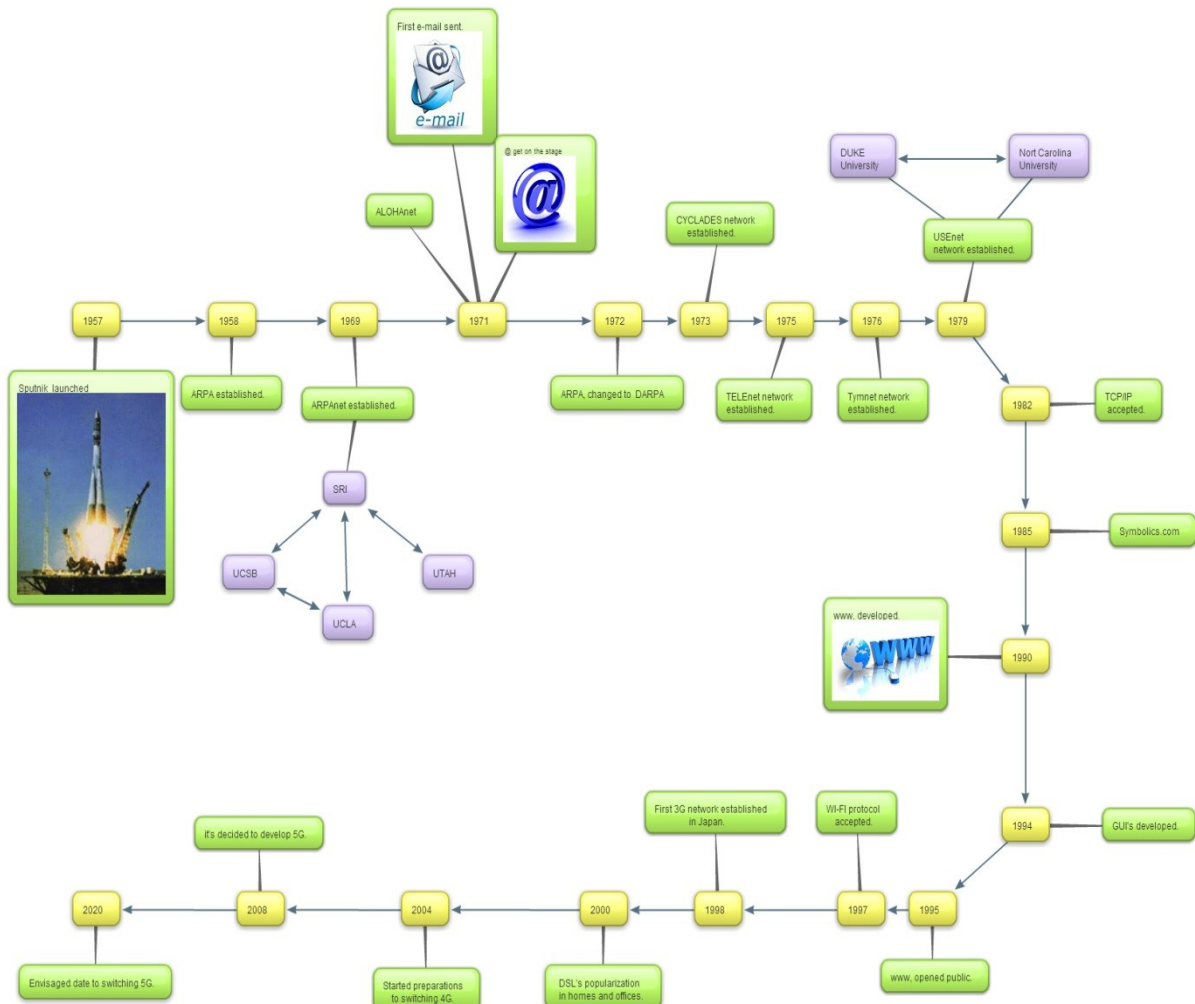 First e-mail sent.
@
e-mail
@ get on the stage
@
ALOHAnet
DUKE
University
Nort Carolina
University
CYCLADES network
established.
USEnet
network established.
1957
1958
1969
1971
1972
1973
1975
1976
1979
Sputnik launched
ARPA established.
ARPAnet established.
ARPA, changed to DARPA
TELEnet network
established.
Tymnet network
established.
1982
TCP/IP
accepted.
SRI
UCSB
UTAH
UCLA
1985
Symbolics.com
www, developed.
WWW
1990
1994
GUI's developed.
It's decided to develop 5G.
First 3G network established
in Japan.
WI-FI protocol
accepted.
2020
2008
2004
2000
1998
1997
1995
Envisaged date to switching 5G.
Started preparations
to switching 4G.
DSL's popularization
in homes and offices.
www, opened public.